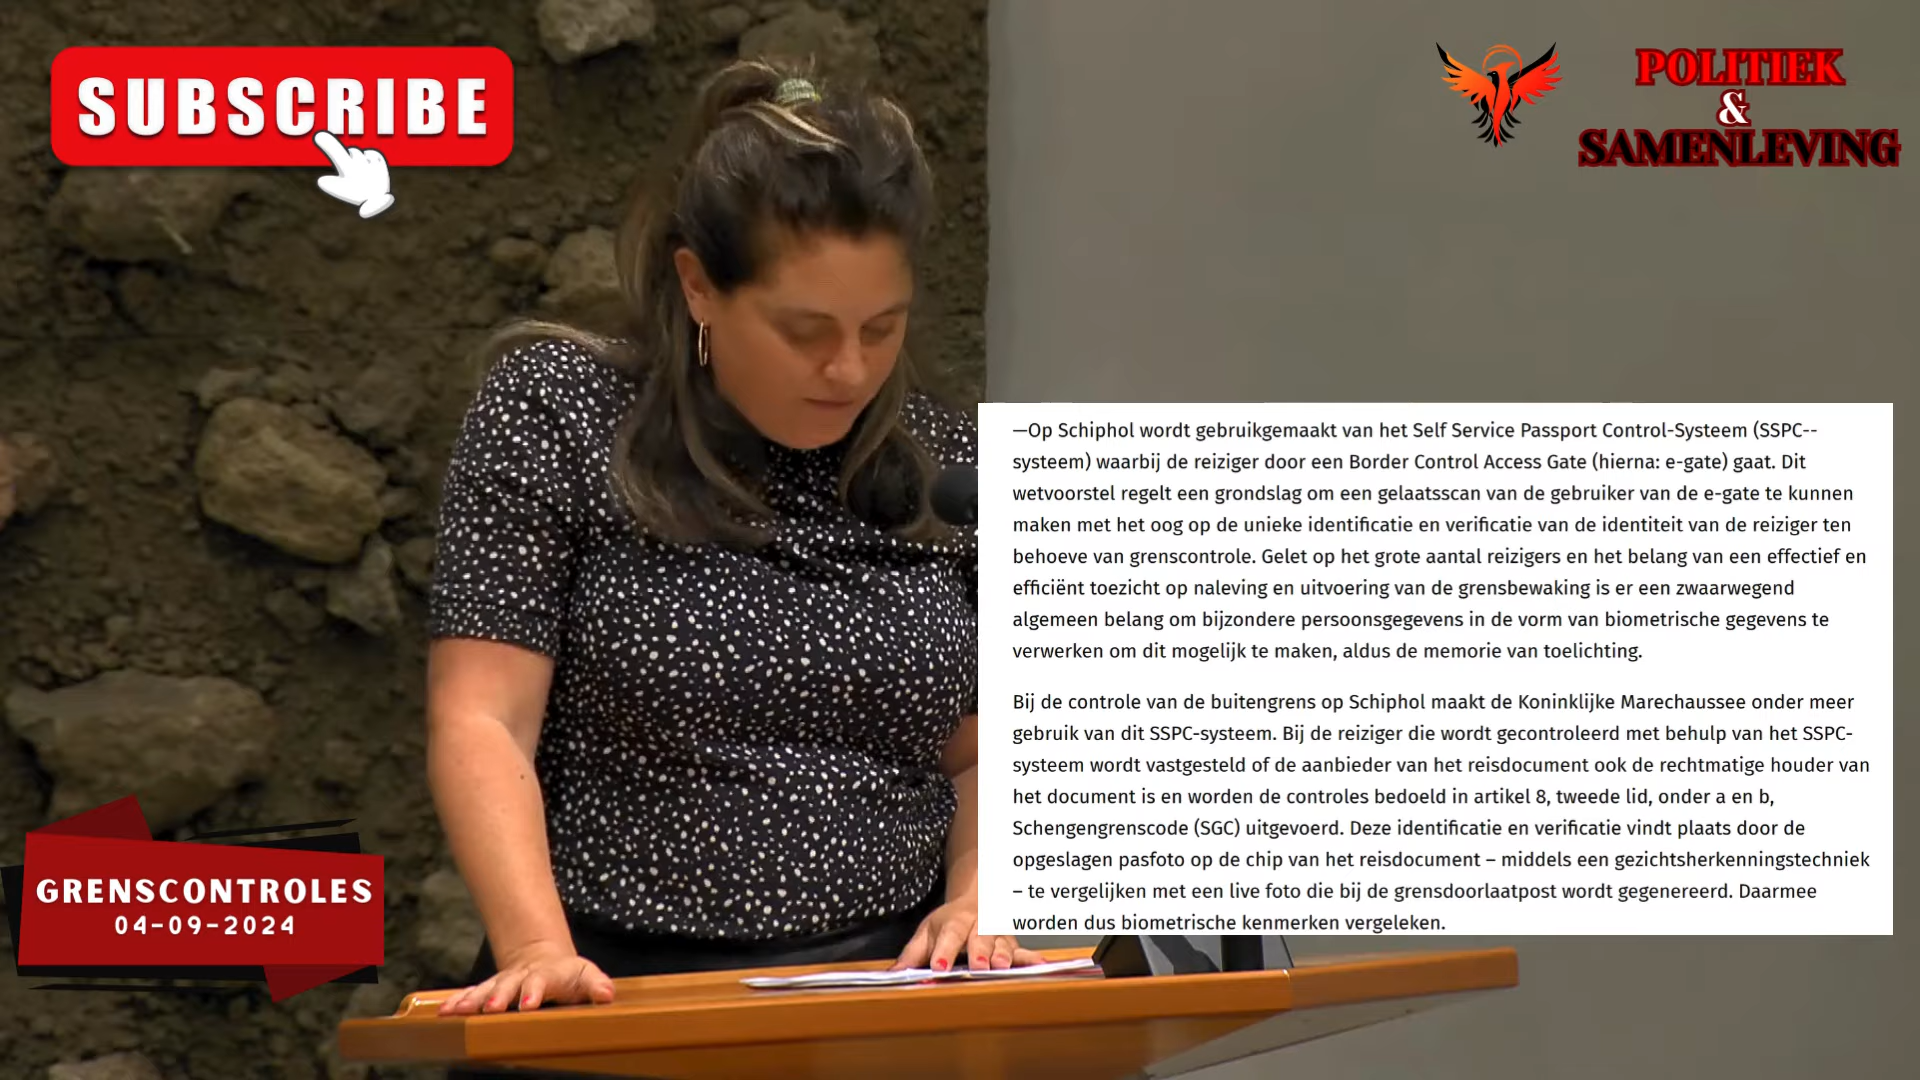 SUBSCRIBE
POLITIEK
&
SAMENLEVING
—Op Schiphol wordt gebruikgemaakt van het Self Service Passport Control-Systeem (SSPC--
systeem) waarbij de reiziger door een Border Control Access Gate (hierna: e-gate) gaat. Dit
wetvoorstel regelt een grondslag om een gelaatsscan van de gebruiker van de e-gate te kunnen
maken met het oog op de unieke identificatie en verificatie van de identiteit van de reiziger ten
behoeve van grenscontrole. Gelet op het grote aantal reizigers en het belang van een effectief en
efficiënt toezicht op naleving en uitvoering van de grensbewaking is er een zwaarwegend
algemeen belang om bijzondere persoonsgegevens in de vorm van biometrische gegevens te
verwerken om dit mogelijk te maken, aldus de memorie van toelichting.
Bij de controle van de buitengrens op Schiphol maakt de Koninklijke Marechaussee onder meer
gebruik van dit SSPC-systeem. Bij de reiziger die wordt gecontroleerd met behulp van het SSPC-
systeem wordt vastgesteld of de aanbieder van het reisdocument ook de rechtmatige houder van
het document is en worden de controles bedoeld in artikel 8, tweede lid, onder a en b,
Schengengrenscode (SGC) uitgevoerd. Deze identificatie en verificatie vindt plaats door de
opgeslagen pasfoto op de chip van het reisdocument – middels een gezichtsherkenningstechniek
– te vergelijken met een live foto die bij de grensdoorlaatpost wordt gegenereerd. Daarmee
worden dus biometrische kenmerken vergeleken.
GRENSCONTROLES
04-09-2024